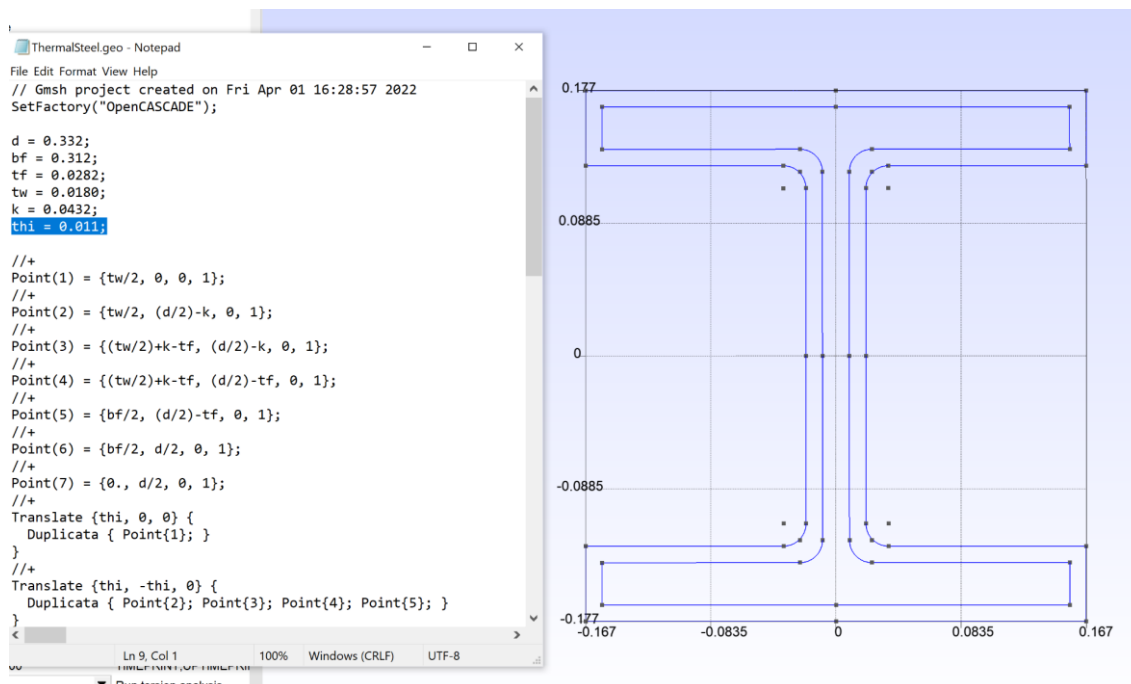 ThermalSteel.geo - Notepad
File Edit Format View Help
// Gmsh project created on Fri Apr 01 16:28:57 2022
SetFactory("OpenCASCADE");
d = 0.332;
bf = 0.312;
tf = 0.0282;
tw = 0.0180;
k = 0.0432;
thi = 0.011;
//+
Point(1) = {tw/2, 0, 0, 1};
//+
Point(2) = {tw/2, (d/2)-k, 0, 1};
//+
Point(3) = {(tw/2)+k-tf, (d/2)-k, 0, 1};
//+
Point(4) = {(tw/2)+k-tf, (d/2)-tf, 0, 1};
//+
Point(5) = {bf/2, (d/2)-tf, 0, 1};
//+
Point(6) = {bf/2, d/2, 0, 1};
//+
Point(7) = {0., d/2, 0, 1};
//+
Translate {thi, 0, 0} {
Duplicata { Point{1}; }
}
//+
Translate {thi, -thi, 0} {
Duplicata { Point{2}; Point{3}; Point{4}; Point{5}; }
}
Ln 9, Col 1
100%
Windows (CRLF)
UTF-8
0.177
0.0885
0
-0.0885
-0.177
-0.167
-0.0835
0
0.0835
0.167